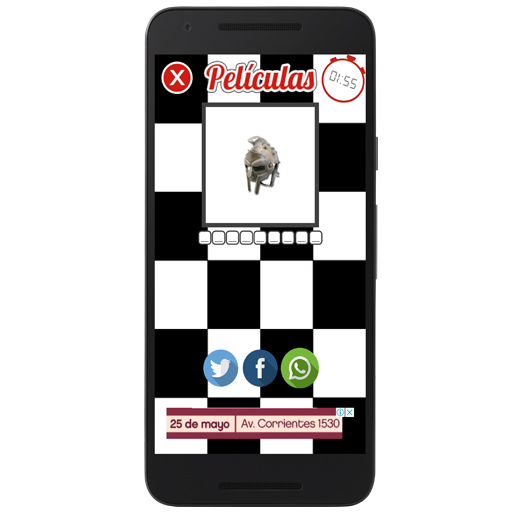 X
Películas
01:55
_ _ _ _ _ _ _ _ _
25 de mayo | Av. Corrientes 1530